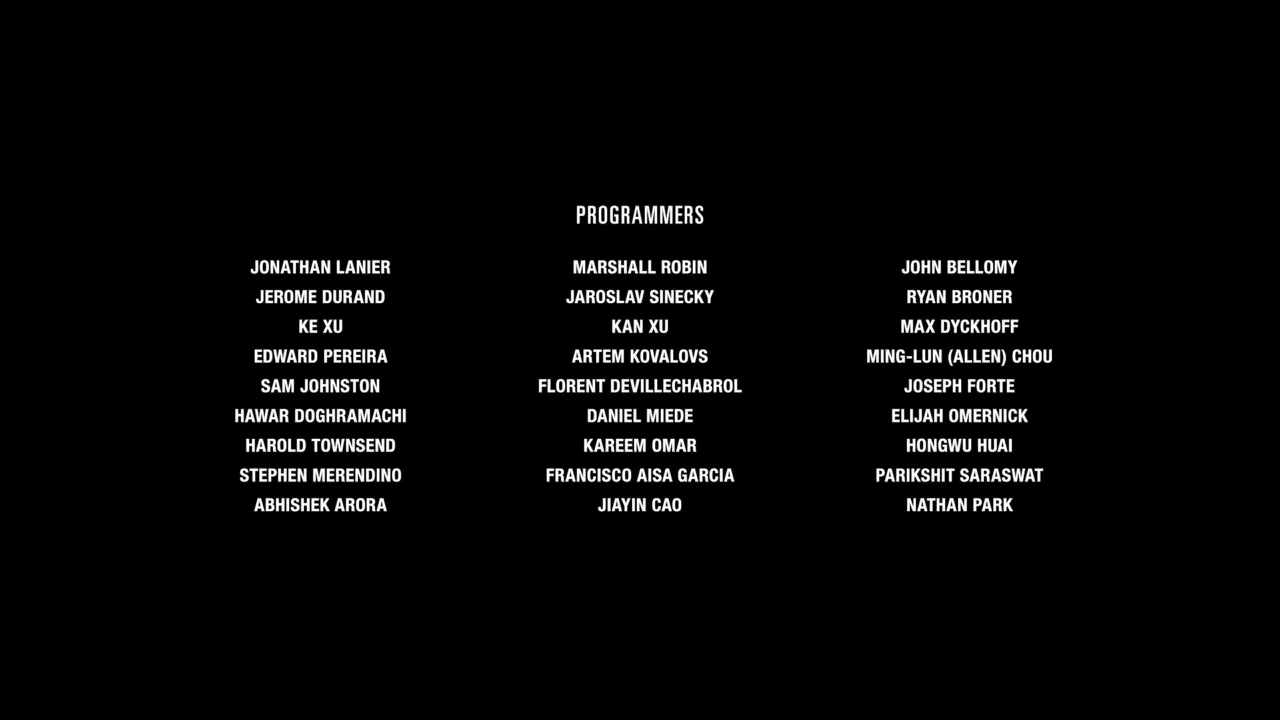 PROGRAMMERS
JONATHAN LANIER MARSHALL ROBIN JOHN BELLOMY
JEROME DURAND JAROSLAV SINECKY RYAN BRONER
KE XU KAN XU MAX DYCKHOFF
EDWARD PEREIRA ARTEM KOVALOVS MING-LUN (ALLEN) CHOU
SAM JOHNSTON FLORENT DEVILLECHABROL JOSEPH FORTE
HAWAR DOGHRAMACHI DANIEL MIEDE ELIJAH OMERNICK
HAROLD TOWNSEND KAREEM OMAR HONGWU HUAI
STEPHEN MERENDINO FRANCISCO AISA GARCIA PARIKSHIT SARASWAT
ABHISHEK ARORA JIAYIN CAO NATHAN PARK